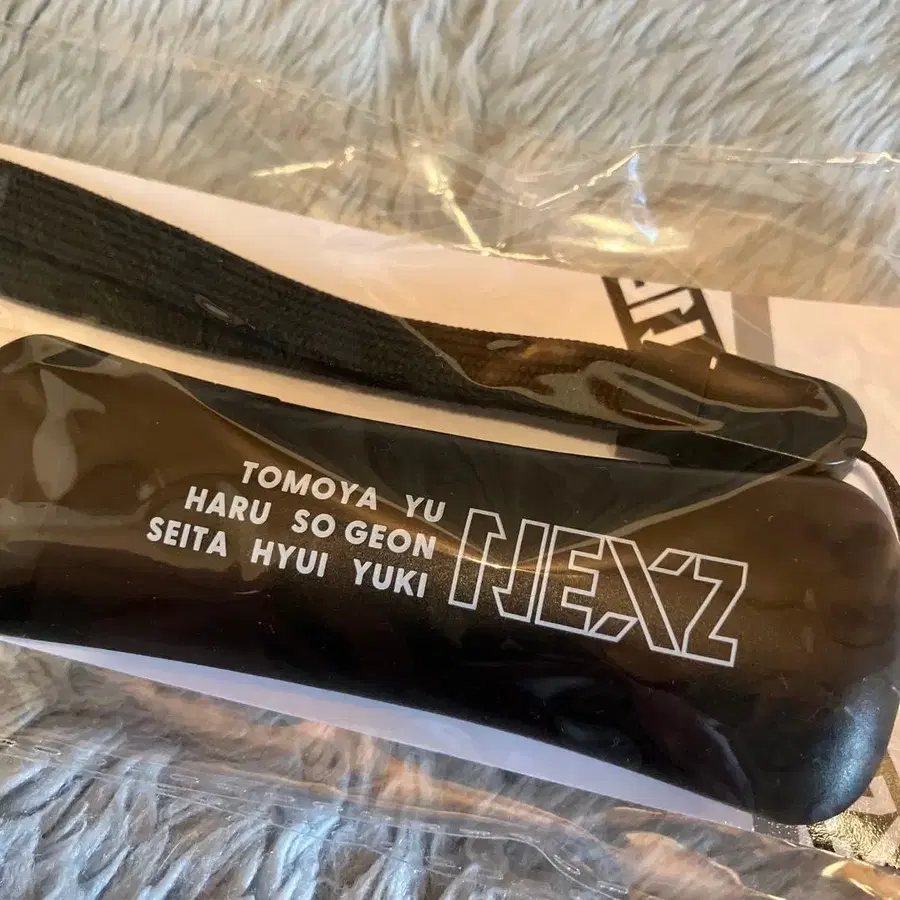 TOMOYA YU
HARU SO GEON
SEITA HYUI YUKI
NEXZ